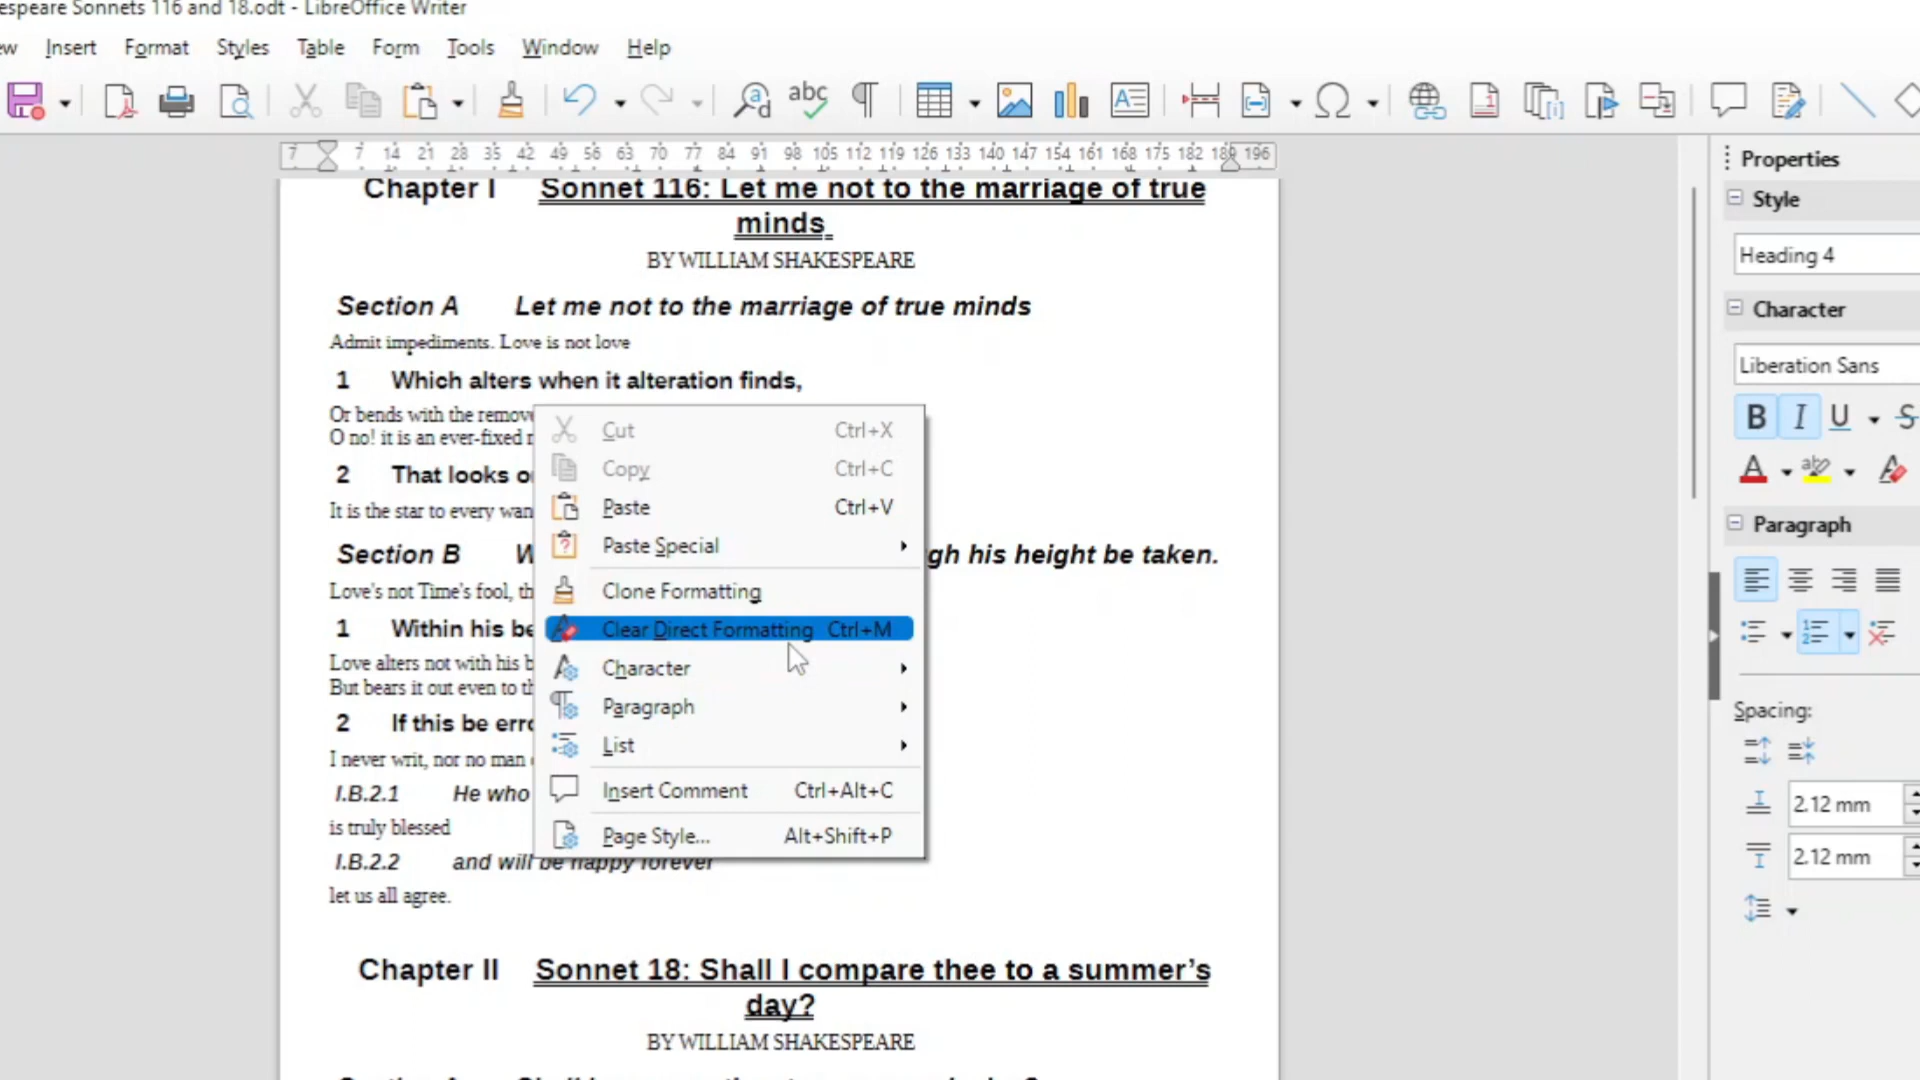 espeare Sonnets 116 and 18.odt - LibreOffice Writer
ew Insert Format Styles Table Form Tools Window Help
7 7 14 21 28 35 42 49 56 63 70 77 84 91 98 105 112 119 126 133 140 147 154 161 168 175 182 189 196
Chapter I Sonnet 116: Let me not to the marriage of true
minds
BY WILLIAM SHAKESPEARE
Section A Let me not to the marriage of true minds
Admit impediments. Love is not love
1 Which alters when it alteration finds,
Or bends with the remove
O no! it is an ever-fixed
2 That looks
It is the star to every wan
Section B gh his height be taken.
Love's not Time's fool, th
1 Within his be
Love alters not with his b
But bears it out even to th
2 If this be erro
I never writ, nor no man
I.B.2.1 He who
is truly blessed
I.B.2.2 and will be happy forever
let us all agree.
Chapter II Sonnet 18: Shall I compare thee to a summer’s
day?
BY WILLIAM SHAKESPEARE
Cut Ctrl+X
Copy Ctrl+C
Paste Ctrl+V
Paste Special
Clone Formatting
Clear Direct Formatting Ctrl+M
Character
Paragraph
List
Insert Comment Ctrl+Alt+C
Page Style... Alt+Shift+P
Properties
Style
Heading 4
Character
Liberation Sans
B I U S
Paragraph
Spacing:
2.12 mm
2.12 mm